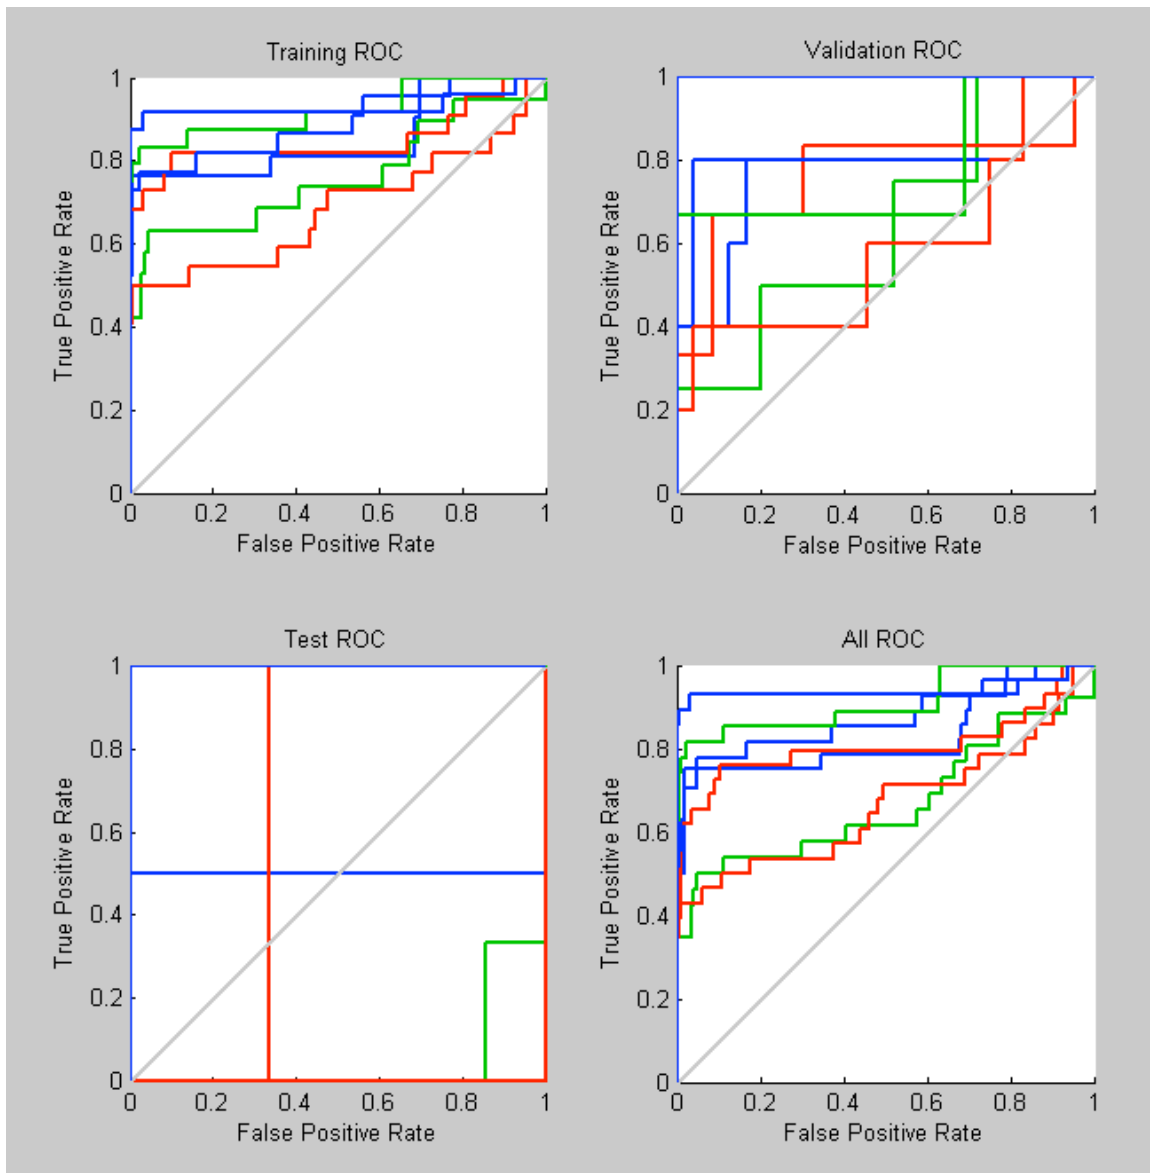 Training ROC
1
0.8
0.6
0.4
0.2
0
True Positive Rate
0 0.2 0.4 0.6 0.8 1
False Positive Rate
Validation ROC
1
0.8
0.6
0.4
0.2
0
True Positive Rate
0 0.2 0.4 0.6 0.8 1
False Positive Rate
Test ROC
1
0.8
0.6
0.4
0.2
0
True Positive Rate
0 0.2 0.4 0.6 0.8 1
False Positive Rate
All ROC
1
0.8
0.6
0.4
0.2
0
True Positive Rate
0 0.2 0.4 0.6 0.8 1
False Positive Rate